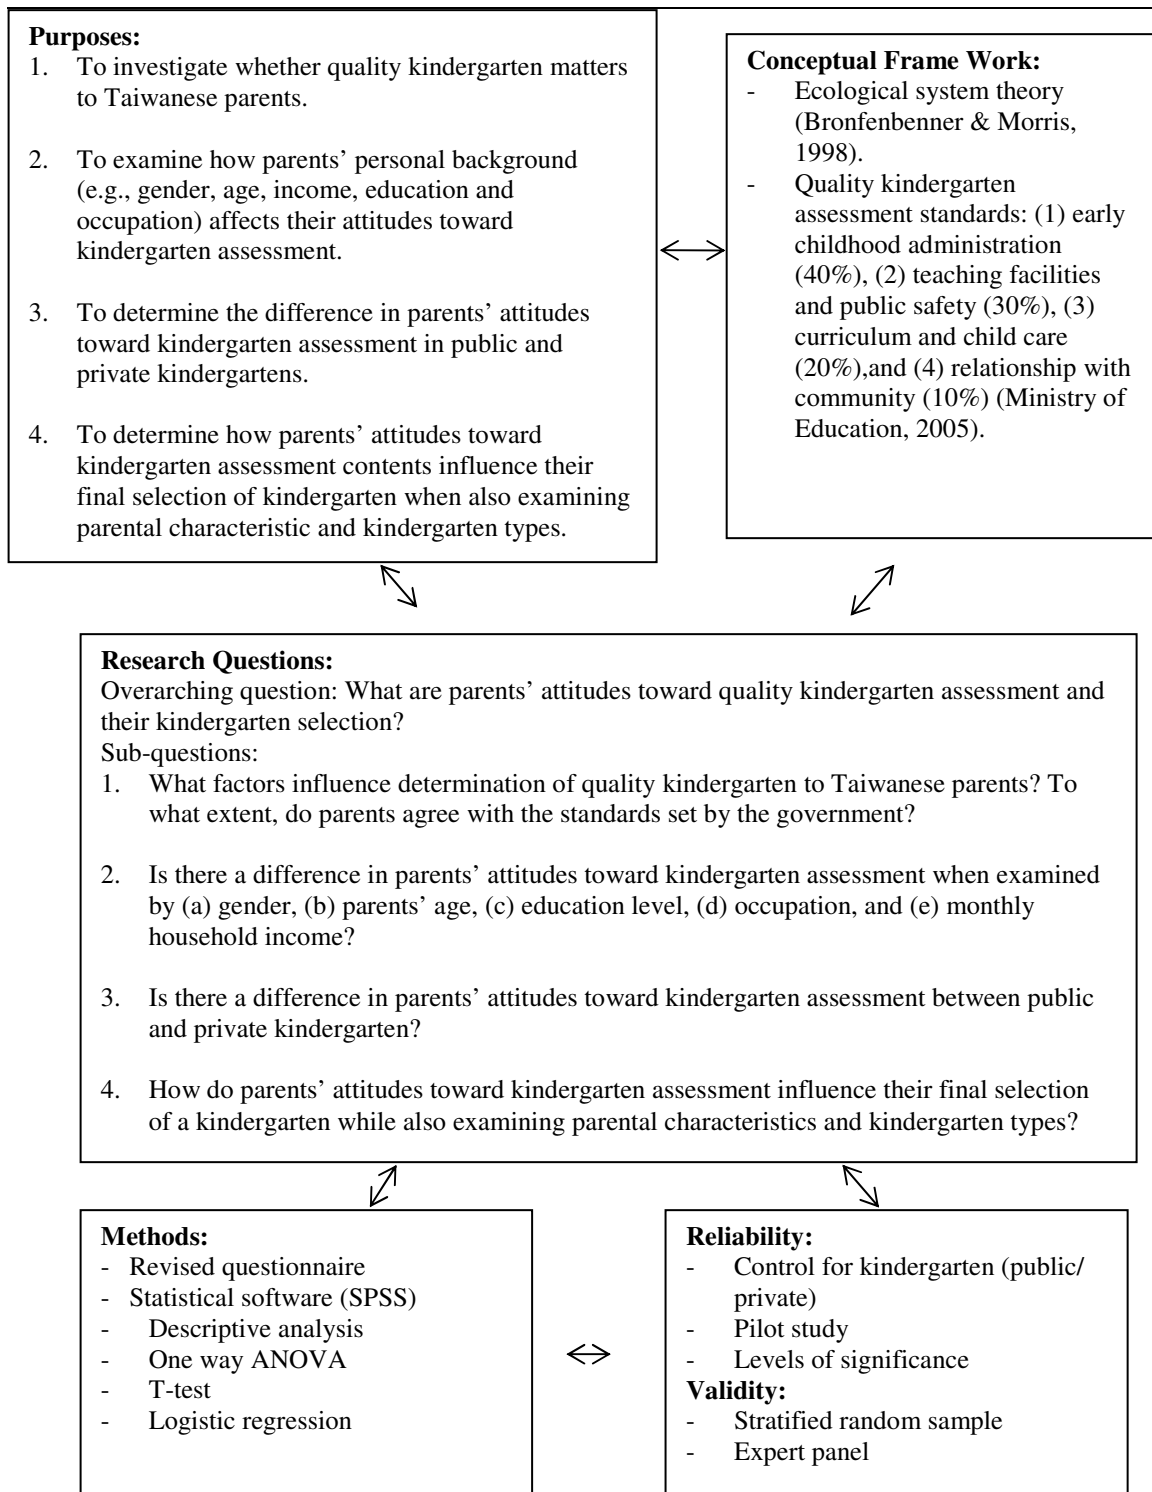 Purposes:
1. To investigate whether quality kindergarten matters
to Taiwanese parents.
2. To examine how parents’ personal background
(e.g., gender, age, income, education and
occupation) affects their attitudes toward
kindergarten assessment.
3. To determine the difference in parents’ attitudes
toward kindergarten assessment in public and
private kindergartens.
4. To determine how parents’ attitudes toward
kindergarten assessment contents influence their
final selection of kindergarten when also examining
parental characteristic and kindergarten types.
Conceptual Frame Work:
- Ecological system theory
(Bronfenbenner & Morris,
1998).
- Quality kindergarten
assessment standards: (1) early
childhood administration
(40%), (2) teaching facilities
and public safety (30%), (3)
curriculum and child care
(20%),and (4) relationship with
community (10%) (Ministry of
Education, 2005).
Research Questions:
Overarching question: What are parents’ attitudes toward quality kindergarten assessment and
their kindergarten selection?
Sub-questions:
1. What factors influence determination of quality kindergarten to Taiwanese parents? To
what extent, do parents agree with the standards set by the government?
2. Is there a difference in parents’ attitudes toward kindergarten assessment when examined
by (a) gender, (b) parents’ age, (c) education level, (d) occupation, and (e) monthly
household income?
3. Is there a difference in parents’ attitudes toward kindergarten assessment between public
and private kindergarten?
4. How do parents’ attitudes toward kindergarten assessment influence their final selection
of a kindergarten while also examining parental characteristics and kindergarten types?
Methods:
- Revised questionnaire
- Statistical software (SPSS)
- Descriptive analysis
- One way ANOVA
- T-test
- Logistic regression
Reliability:
- Control for kindergarten (public/
private)
- Pilot study
- Levels of significance
Validity:
- Stratified random sample
- Expert panel